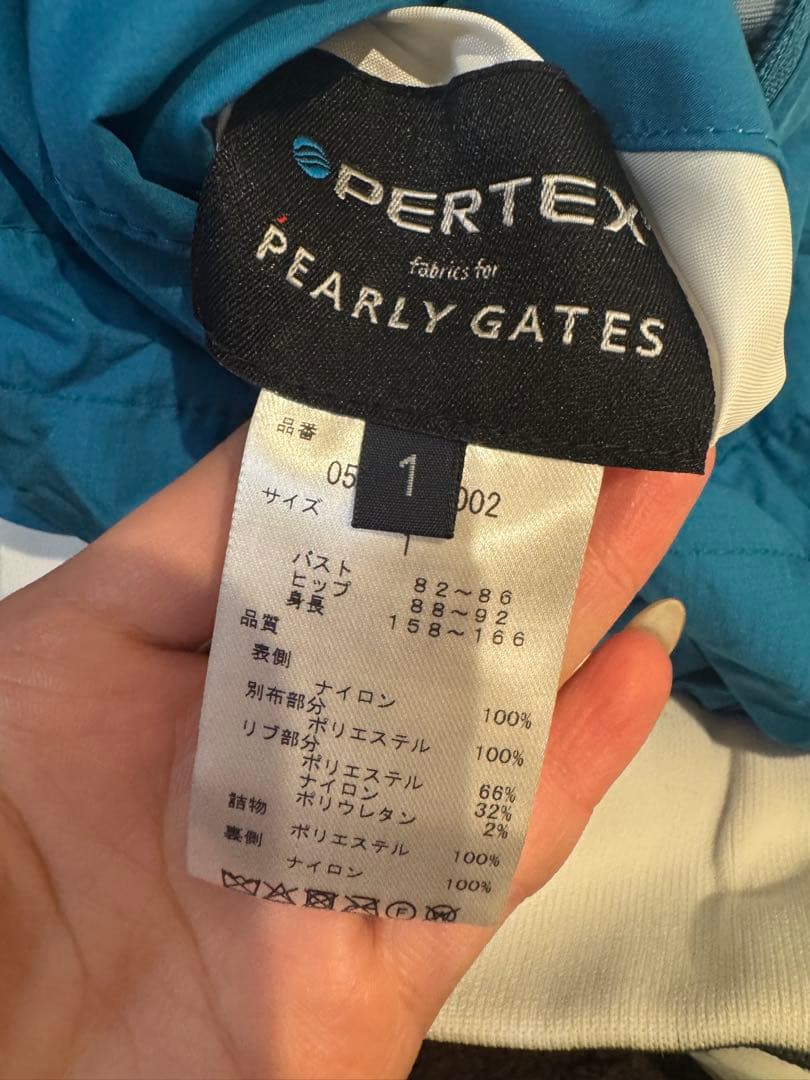 PERTEX
fabrics for
PEARLY GATES
品番
05 1 002
サイズ
バスト 82～86
ヒップ 88～92
身長 158～166
品質
表側
ナイロン 100%
別布部分
ポリエステル 100%
リブ部分
ポリエステル 66%
ナイロン 32%
ポリウレタン 2%
詰物
ポリエステル 100%
裏側
ナイロン 100%
F
W